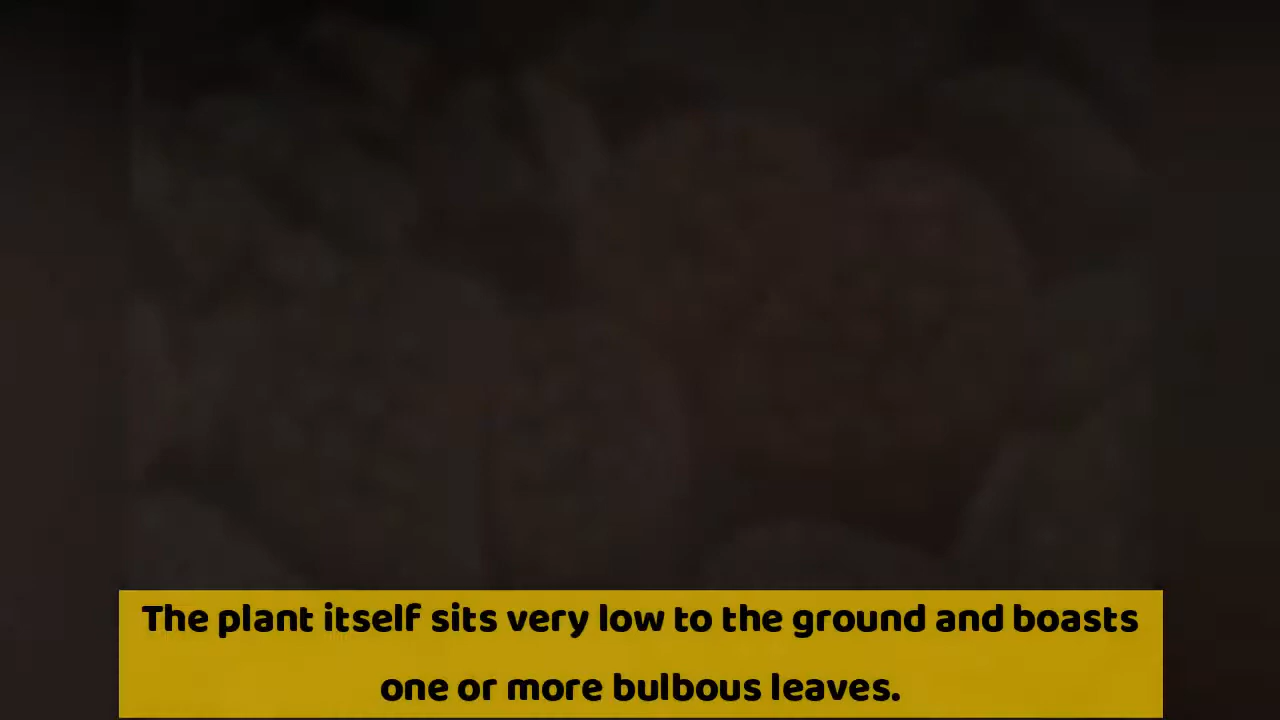 The plant itself sits very low to the ground and boasts
one or more bulbous leaves.